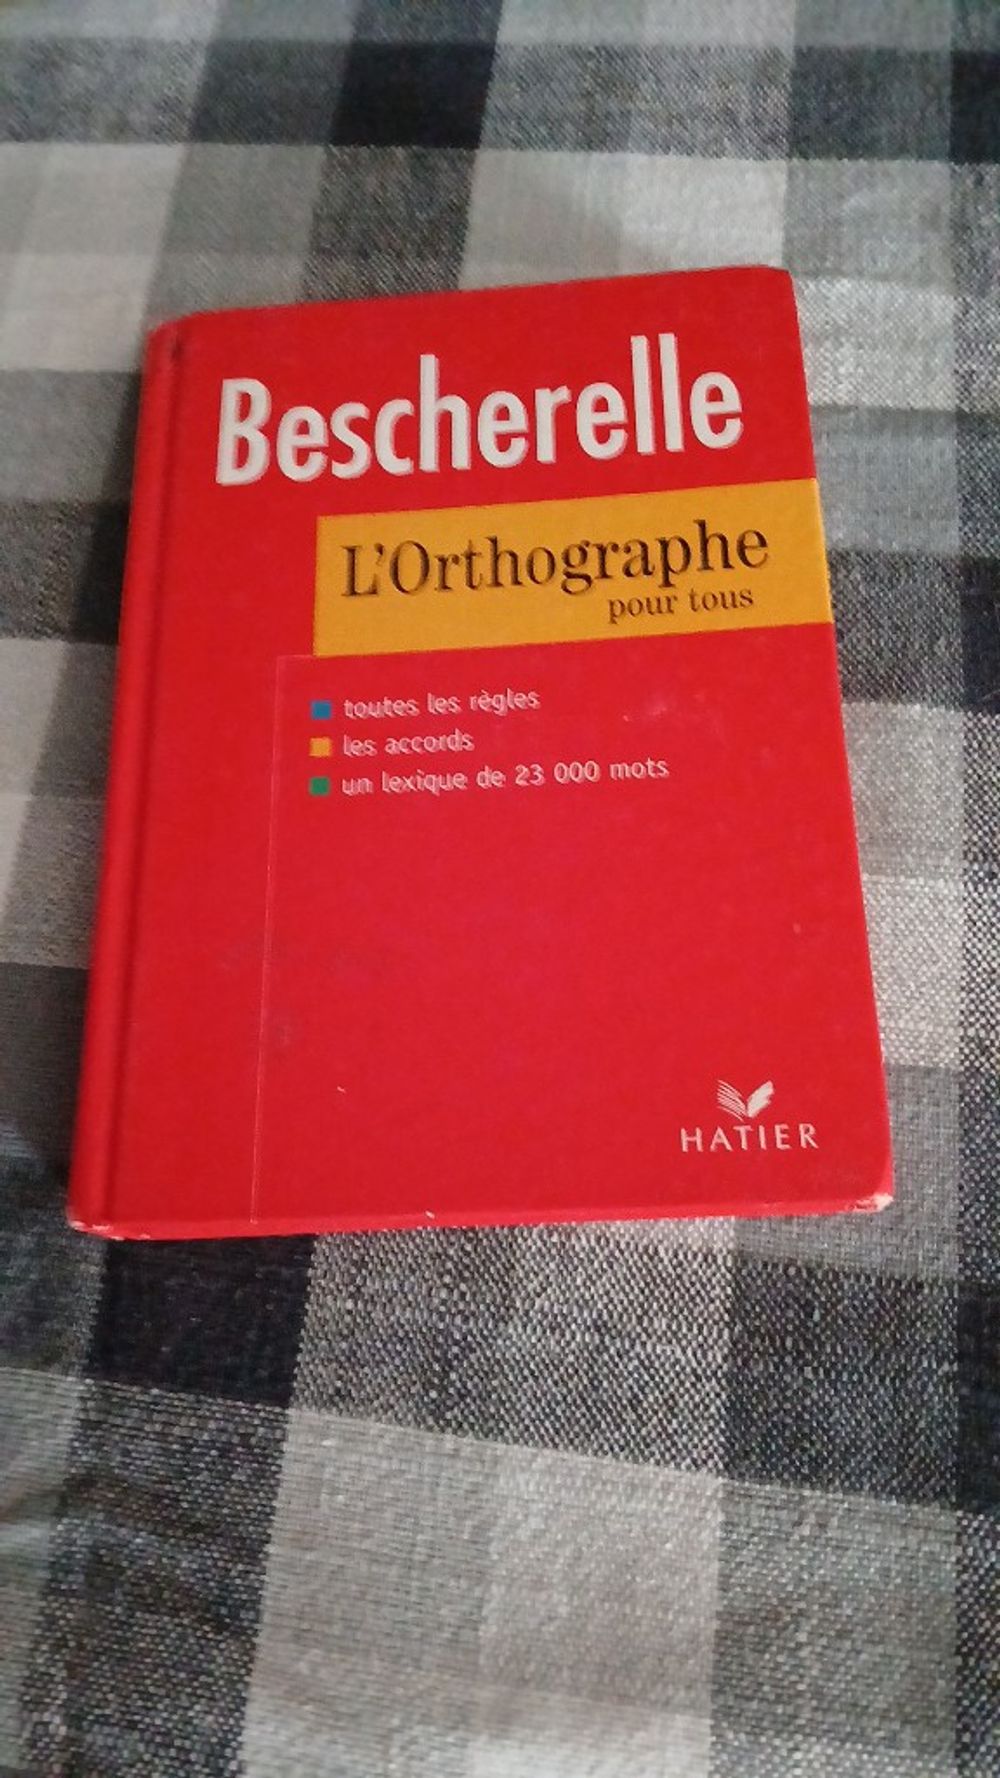 Bescherelle
L'Orthographe
pour tous
toutes les règles
les accords
un lexique de 23 000 mots
HATIER